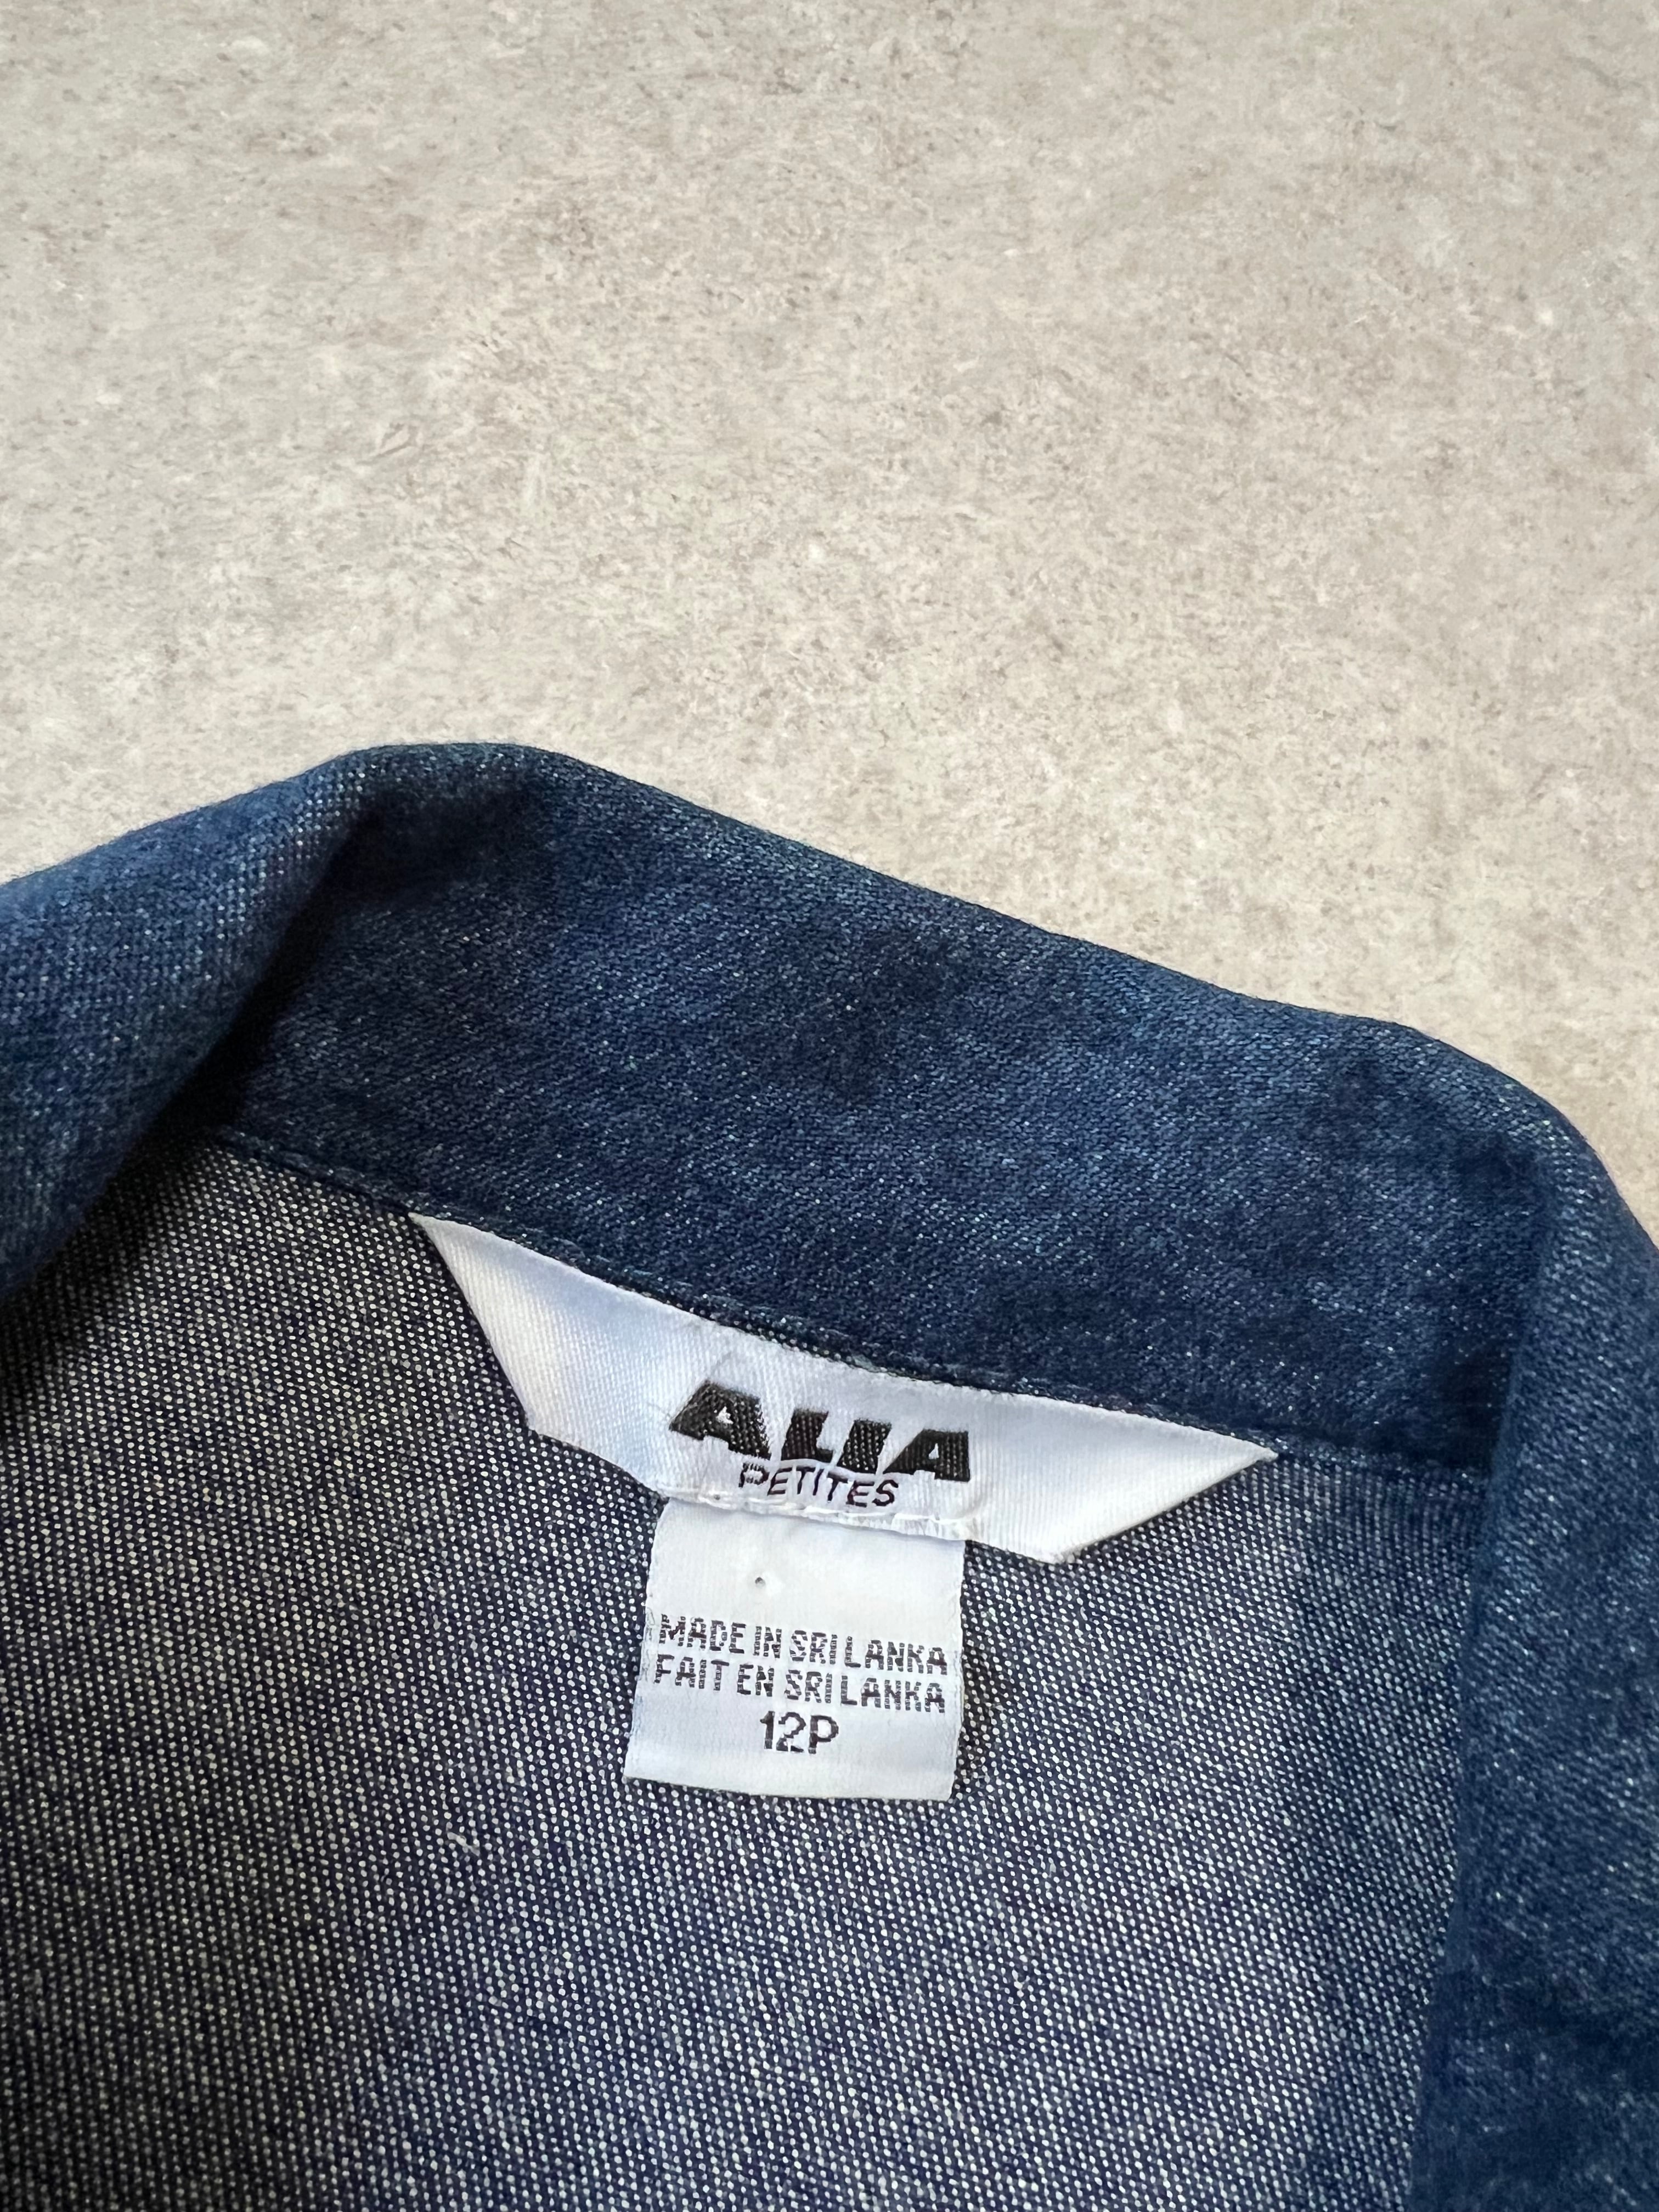 ALIA
PETITES
MADE IN SRI LANKA
FAIT EN SRI LANKA
12P